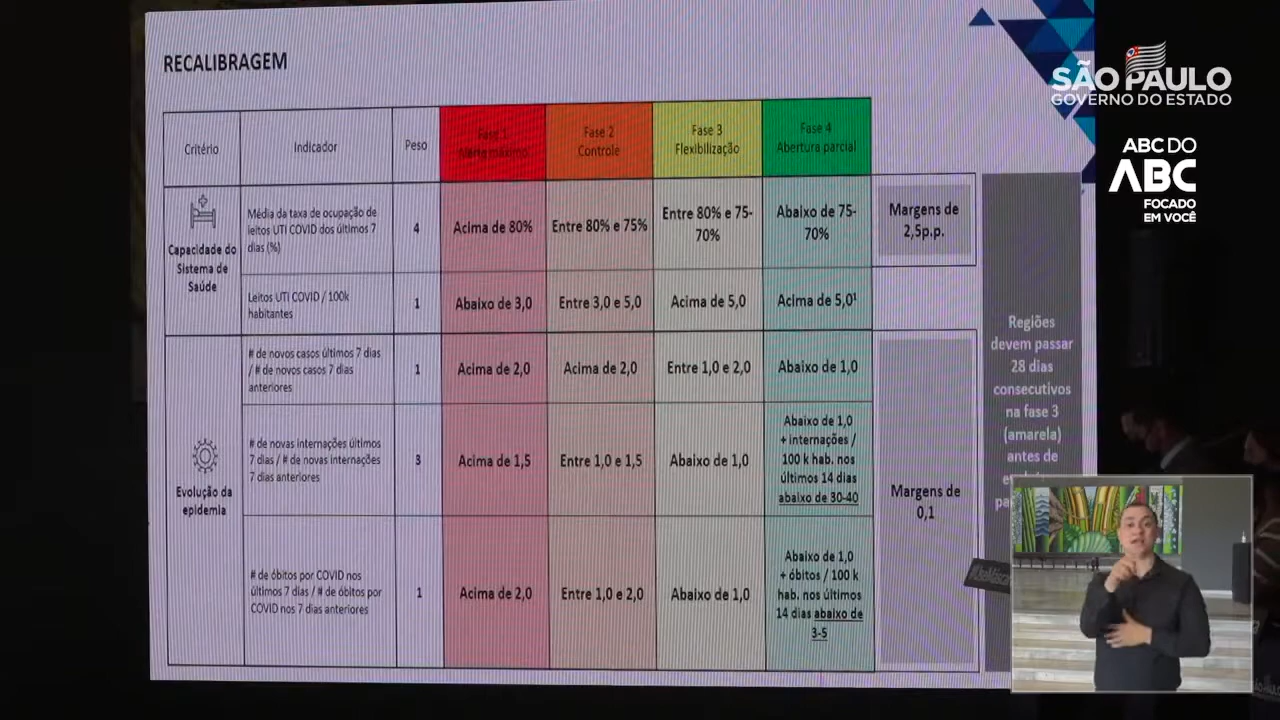 RECALIBRAGEM
SÃO PAULO
GOVERNO DO ESTADO
ABC DO
ABC
FOCADO
EM VOCÊ
Critério
Indicador
Peso
Fase 1
Alerta máximo
Fase 2
Controle
Fase 3
Flexibilização
Fase 4
Abertura parcial
Capacidade do
Sistema de
Saúde
Média da taxa de ocupação de
leitos UTI COVID dos últimos 7
dias (%)
4
Acima de 80%
Entre 80% e 75%
Entre 80% e 75-
70%
Abaixo de 75-
70%
Margens de
2,5p.p.
Leitos UTI COVID / 100k
habitantes
1
Abaixo de 3,0
Entre 3,0 e 5,0
Acima de 5,0
Acima de 5,0¹
Evolução da
epidemia
# de novos casos últimos 7 dias
/ # de novos casos 7 dias
anteriores
1
Acima de 2,0
Acima de 2,0
Entre 1,0 e 2,0
Abaixo de 1,0
# de novas internações últimos
7 dias / # de novas internações
7 dias anteriores
3
Acima de 1,5
Entre 1,0 e 1,5
Abaixo de 1,0
Abaixo de 1,0
+ internações /
100 k hab. nos
últimos 14 dias
abaixo de 30-40
# de óbitos por COVID nos
últimos 7 dias / # de óbitos por
COVID nos 7 dias anteriores
1
Acima de 2,0
Entre 1,0 e 2,0
Abaixo de 1,0
Abaixo de 1,0
+ óbitos / 100 k
hab. nos últimos
14 dias abaixo de
3-5
Margens de
0,1
Regiões
devem passar
28 dias
consecutivos
na fase 3
(amarela)
antes de